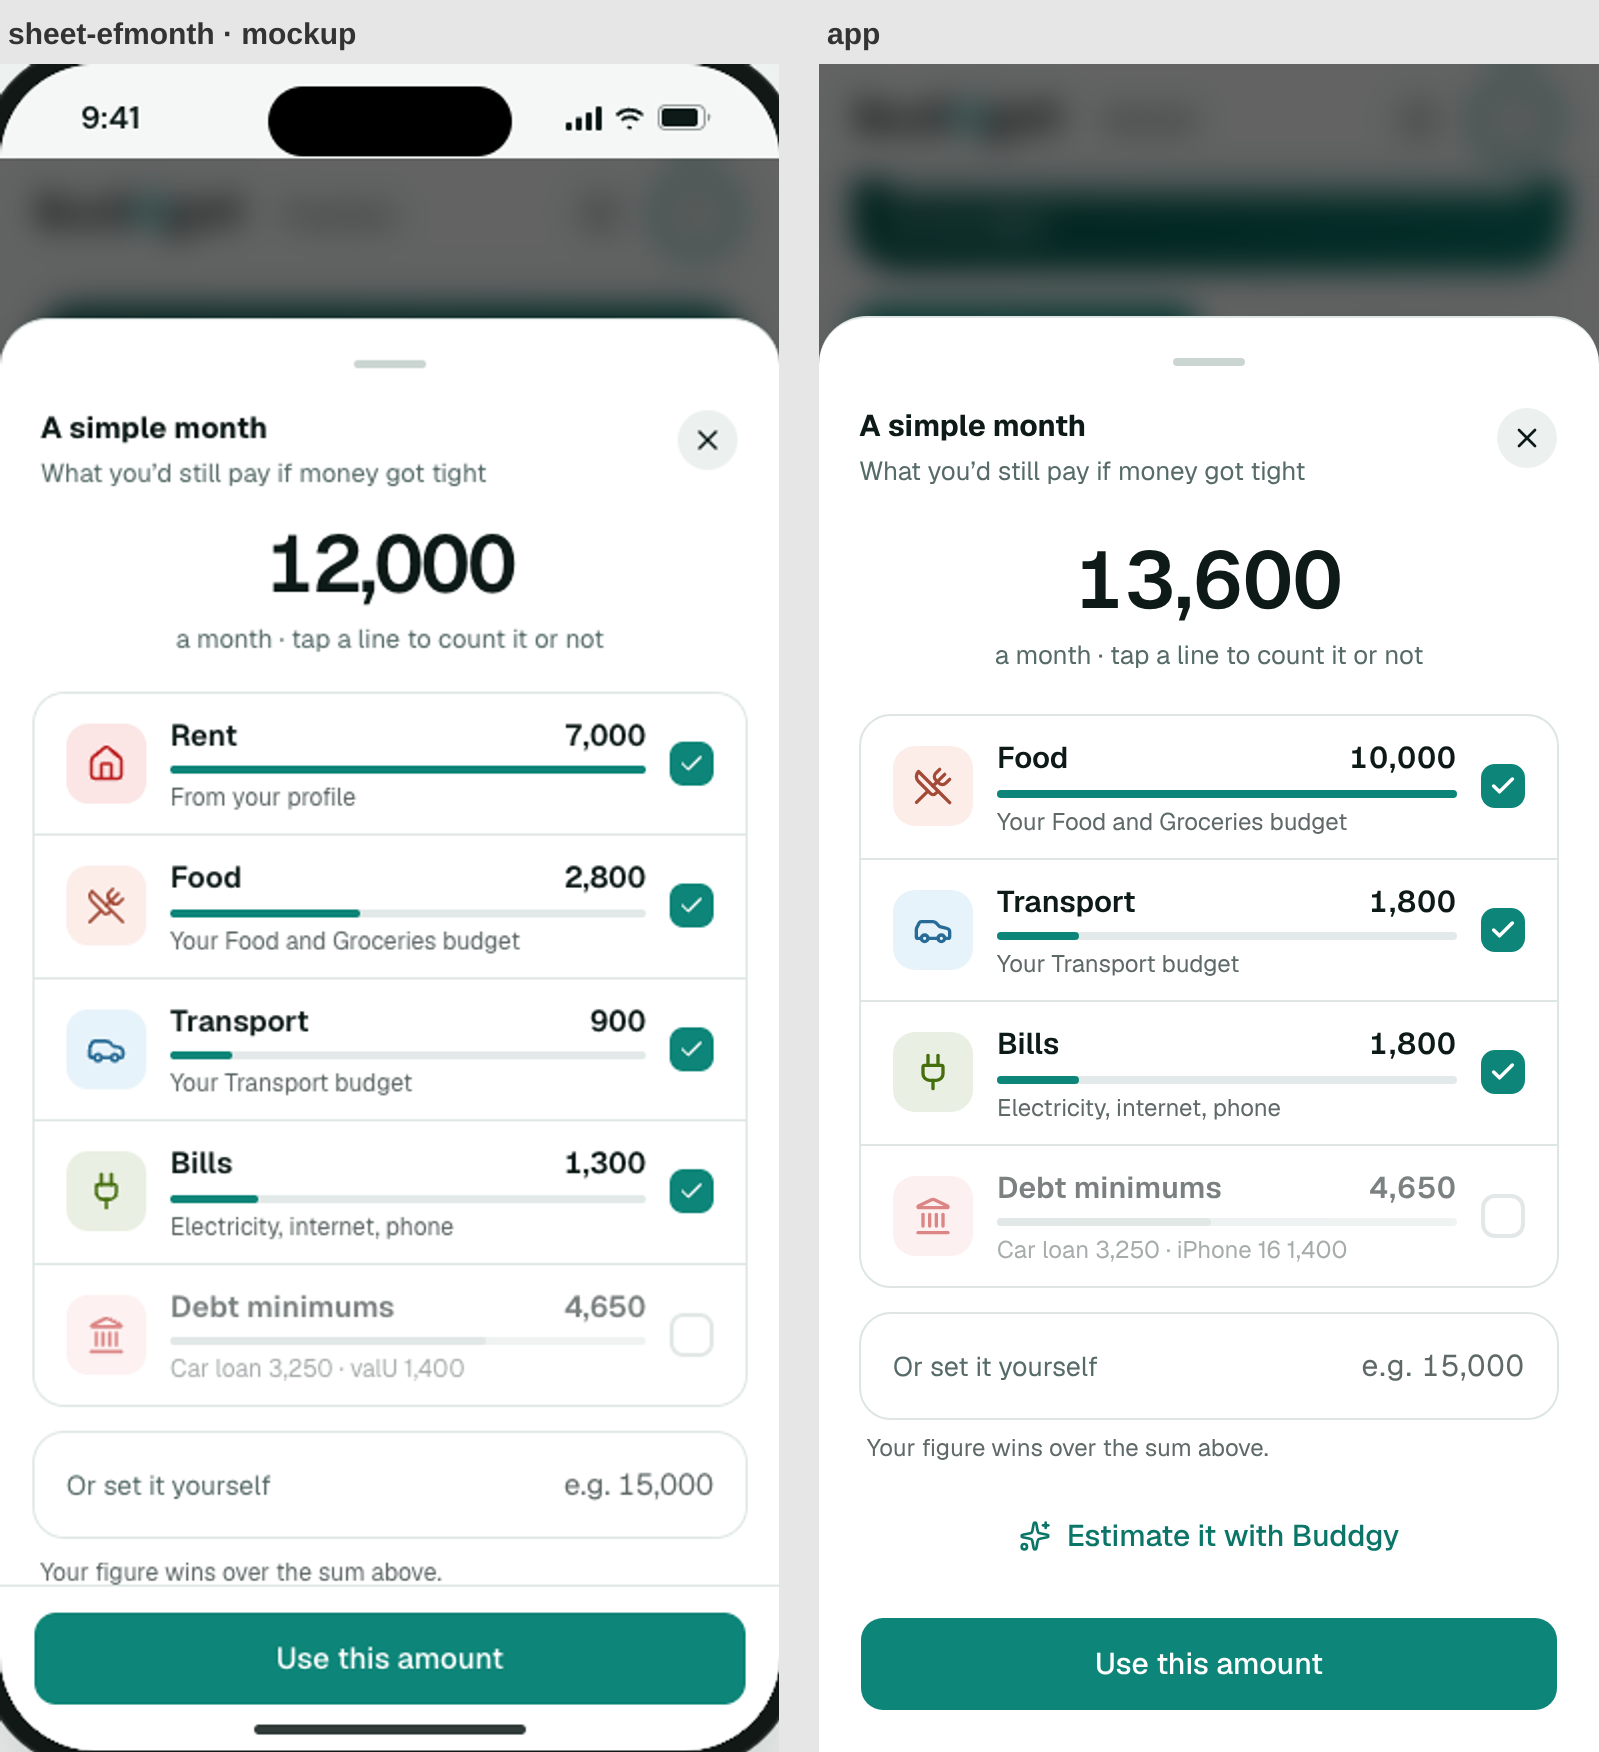 sheet-efmonth · mockup
9:41
A simple month
What you’d still pay if money got tight
12,000
a month · tap a line to count it or not
Rent 7,000
From your profile
Food 2,800
Your Food and Groceries budget
Transport 900
Your Transport budget
Bills 1,300
Electricity, internet, phone
Debt minimums 4,650
Car loan 3,250 · valU 1,400
Or set it yourself e.g. 15,000
Your figure wins over the sum above.
Use this amount
app
A simple month
What you’d still pay if money got tight
13,600
a month · tap a line to count it or not
Food 10,000
Your Food and Groceries budget
Transport 1,800
Your Transport budget
Bills 1,800
Electricity, internet, phone
Debt minimums 4,650
Car loan 3,250 · iPhone 16 1,400
Or set it yourself e.g. 15,000
Your figure wins over the sum above.
Estimate it with Buddgy
Use this amount